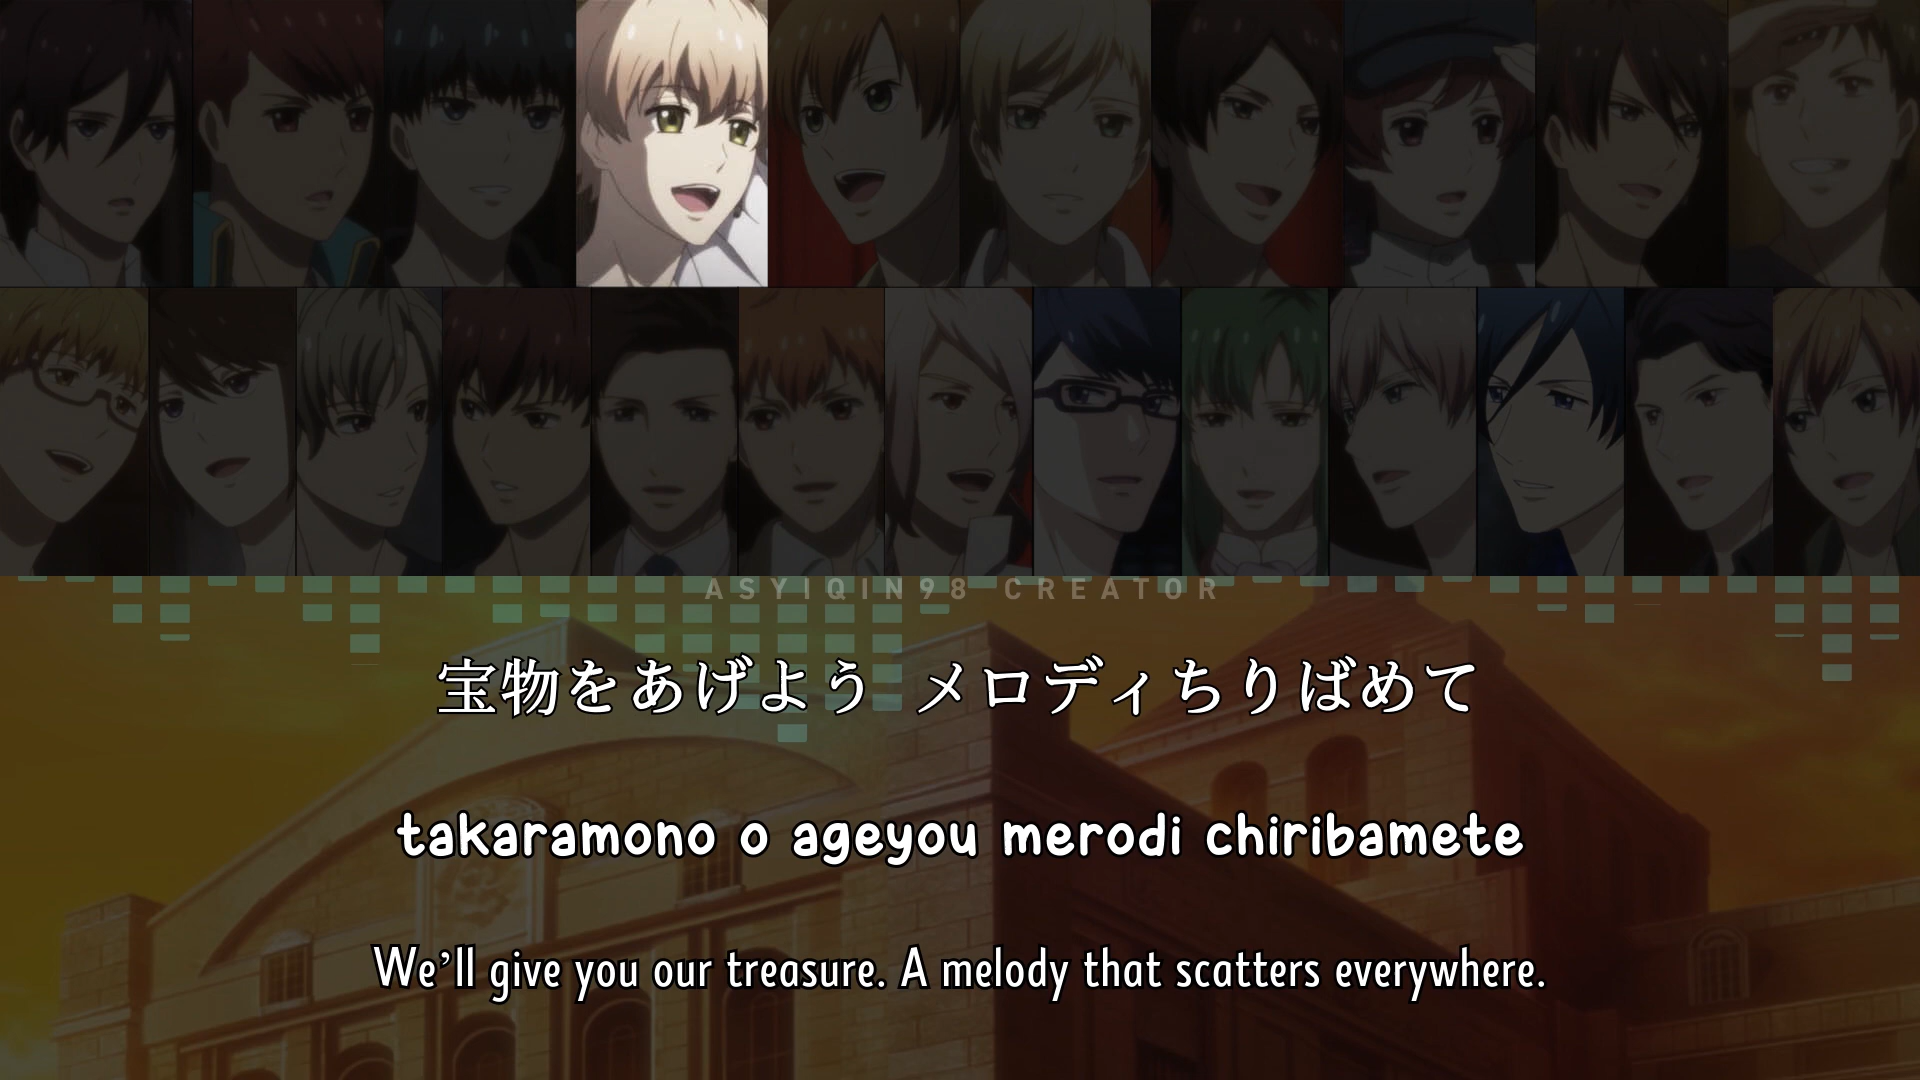 ASYIQIN98 CREATOR
宝物をあげよう メロディちりばめて
takaramono o ageyou merodi chiribamete
We'll give you our treasure. A melody that scatters everywhere.